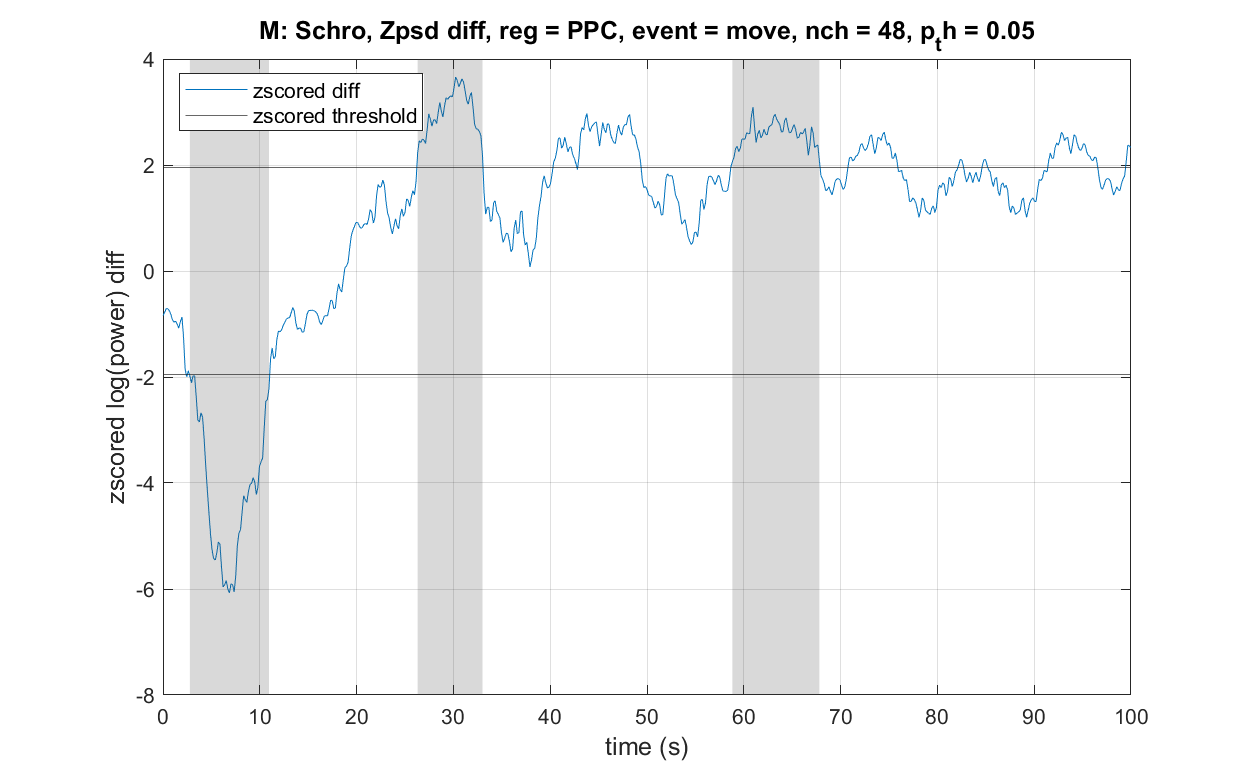 M: Schro, Zpsd diff, reg = PPC, event = move, nch = 48, pth = 0.05
4
zscored diff
zscored threshold
2
0
-2
-4
-6
-8
zscored log(power) diff
0 10 20 30 40 50 60 70 80 90 100
time (s)